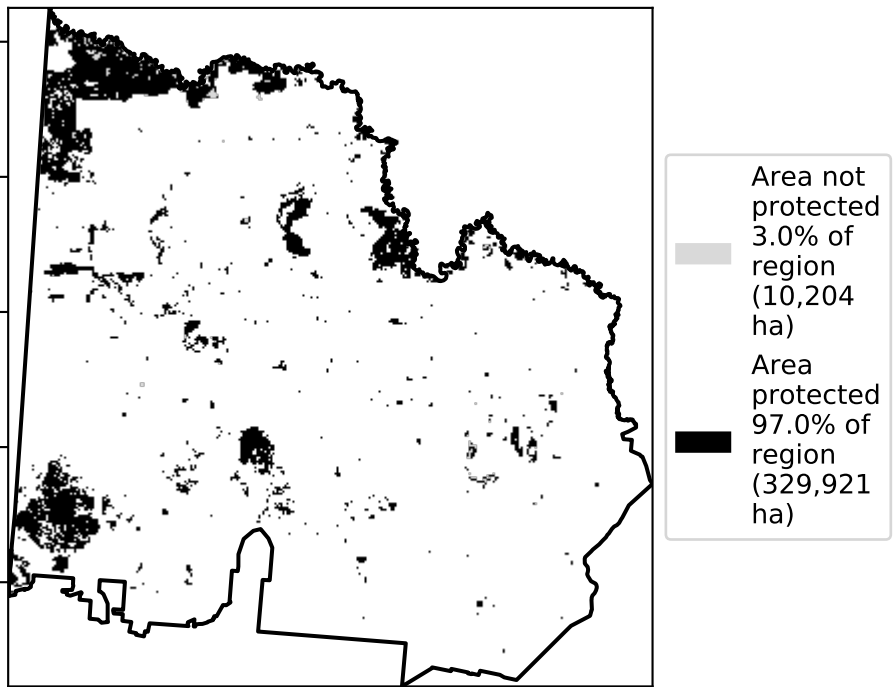 Area not
protected
3.0% of
region
(10,204
ha)
Area
protected
97.0% of
region
(329,921
ha)